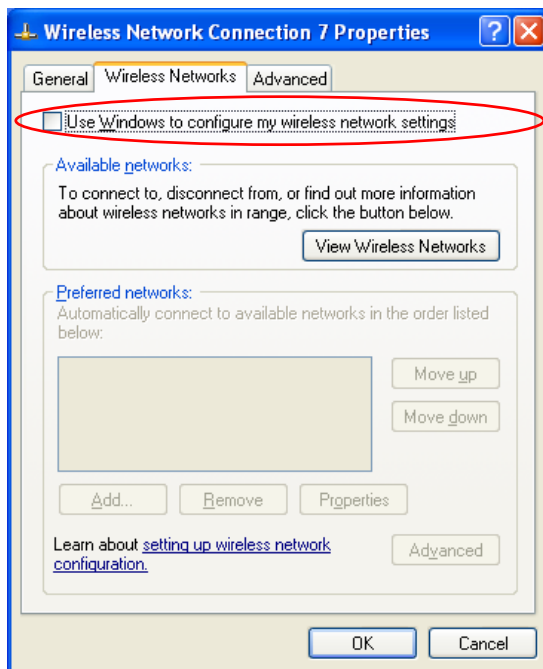 Wireless Network Connection 7 Properties
General Wireless Networks Advanced
Use Windows to configure my wireless network settings
Available networks:
To connect to, disconnect from, or find out more information
about wireless networks in range, click the button below.
View Wireless Networks
Preferred networks:
Automatically connect to available networks in the order listed
below:
Move up
Move down
Add... Remove Properties
Learn about setting up wireless network
configuration.
Advanced
OK Cancel